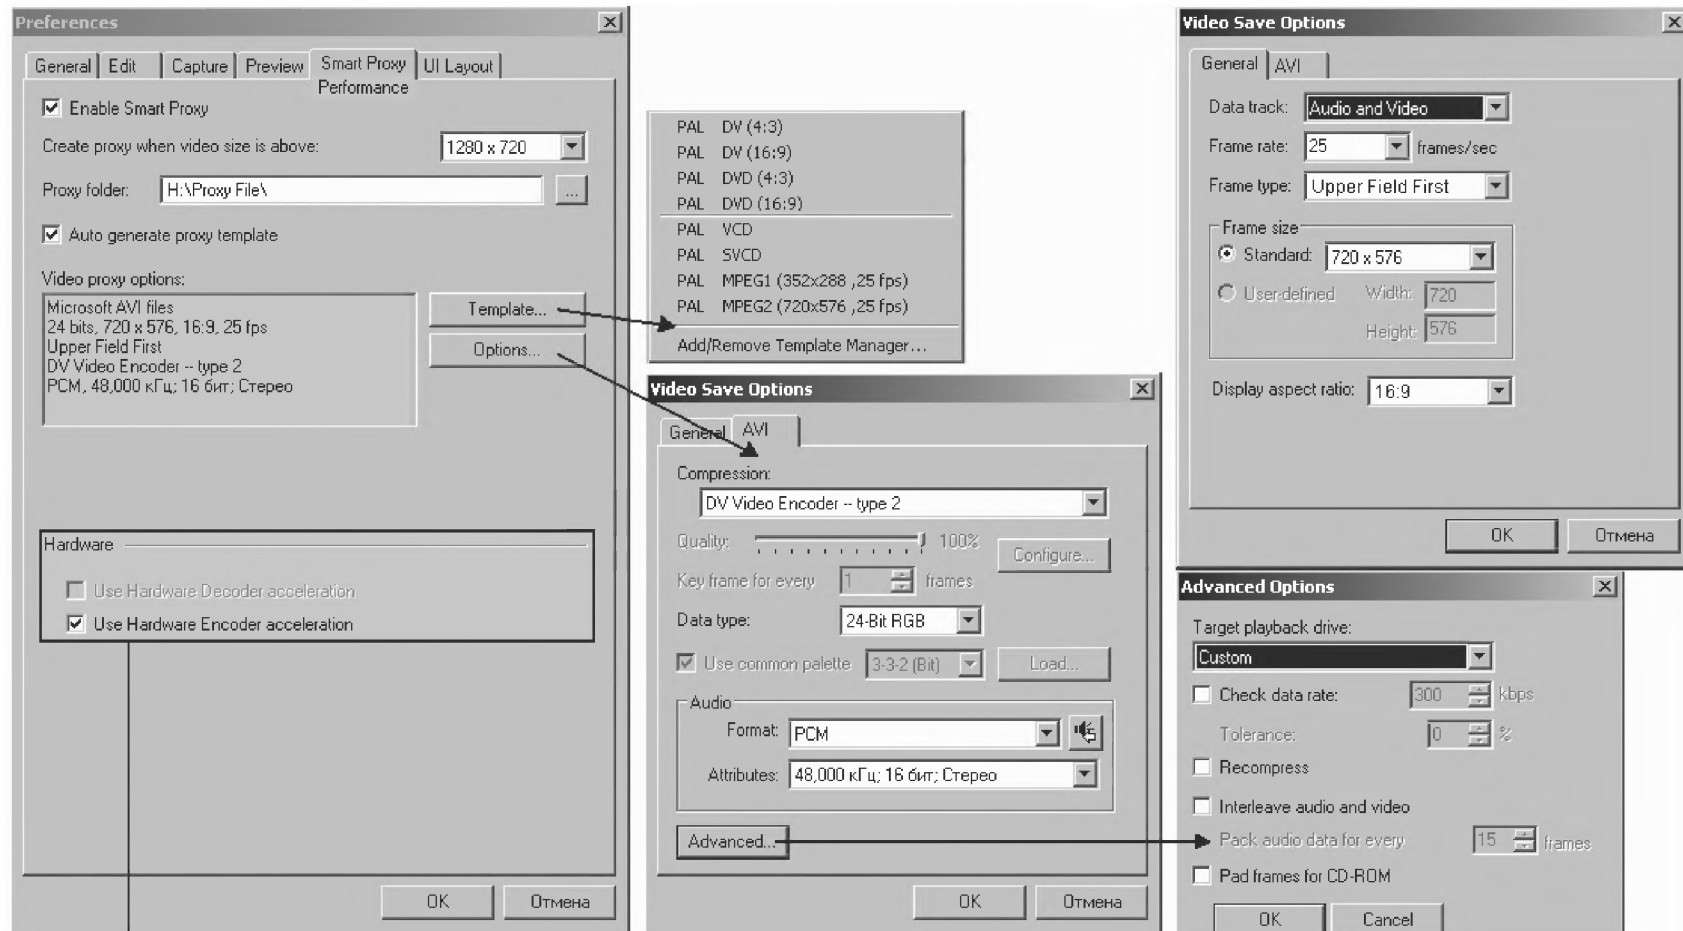 Preferences
General Edit Capture Preview Smart Proxy UI Layout
Performance
Enable Smart Proxy
Create proxy when video size is above: 1280 x 720
Proxy folder: H:\Proxy File\ ...
Auto generate proxy template
Video proxy options:
Microsoft AVI files
24 bits, 720 x 576, 16:9, 25 fps
Upper Field First
DV Video Encoder -- type 2
PCM, 48,000 кГц; 16 бит; Стерео
Template...
Options...
Hardware
Use Hardware Decoder acceleration
Use Hardware Encoder acceleration
OK Отмена
PAL DV (4:3)
PAL DV (16:9)
PAL DVD (4:3)
PAL DVD (16:9)
PAL VCD
PAL SVCD
PAL MPEG1 (352x288 ,25 fps)
PAL MPEG2 (720x576 ,25 fps)
Add/Remove Template Manager...
Video Save Options
General AVI
Compression:
DV Video Encoder -- type 2
Quality: 100%
Configure...
Key frame for every 1 frames
Data type: 24-Bit RGB
Use common palette 3-3-2 (Bit) Load...
Audio
Format: PCM
Attributes: 48,000 кГц; 16 бит; Стерео
Advanced...
OK Отмена
Video Save Options
General AVI
Data track: Audio and Video
Frame rate: 25 frames/sec
Frame type: Upper Field First
Frame size
Standard: 720 x 576
User-defined Width: 720
Height: 576
Display aspect ratio: 16:9
OK Отмена
Advanced Options
Target playback drive:
Custom
Check data rate: 300 kbps
Tolerance: 0 %
Recompress
Interleave audio and video
Pack audio data for every 15 frames
Pad frames for CD-ROM
OK Cancel